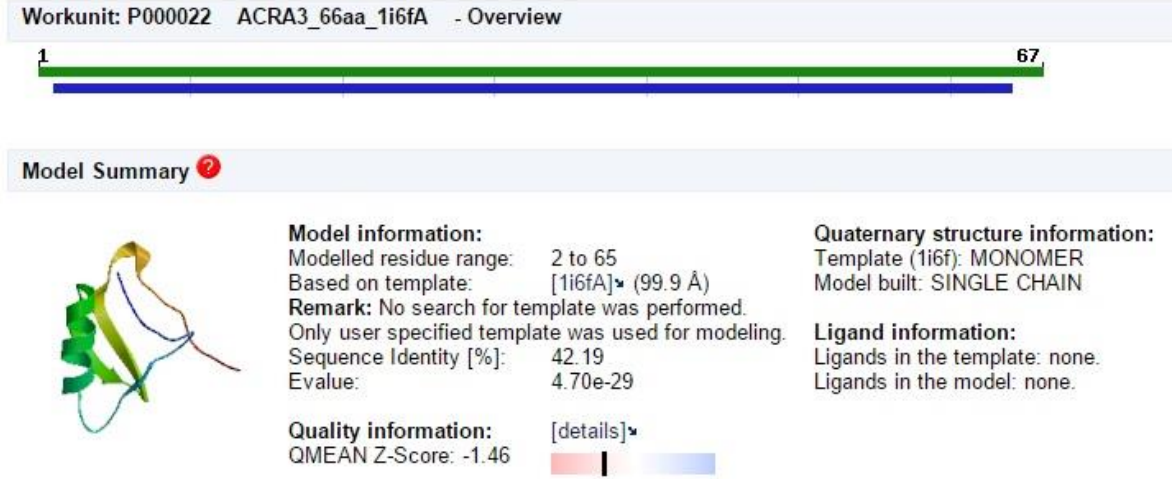 Workunit: P000022 ACRA3_66aa_1i6fA - Overview
1 67
Model Summary ?
Model information:
Modelled residue range: 2 to 65
Based on template: [1i6fA] (99.9 Å)
Remark: No search for template was performed.
Only user specified template was used for modeling.
Sequence Identity [%]: 42.19
Evalue: 4.70e-29
Quality information: [details]
QMEAN Z-Score: -1.46
Quaternary structure information:
Template (1i6f): MONOMER
Model built: SINGLE CHAIN
Ligand information:
Ligands in the template: none.
Ligands in the model: none.